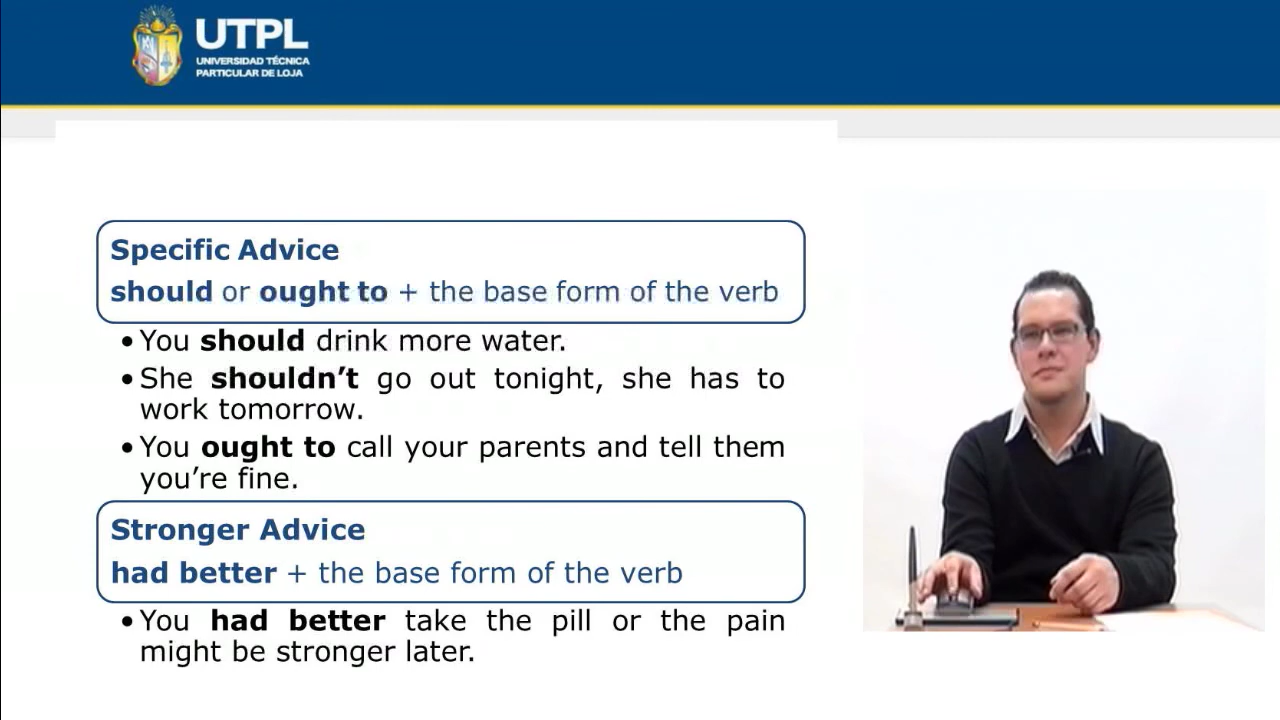 UTPL
UNIVERSIDAD TÉCNICA
PARTICULAR DE LOJA
Specific Advice
should or ought to + the base form of the verb
• You should drink more water.
• She shouldn’t go out tonight, she has to
work tomorrow.
• You ought to call your parents and tell them
you’re fine.
Stronger Advice
had better + the base form of the verb
• You had better take the pill or the pain
might be stronger later.